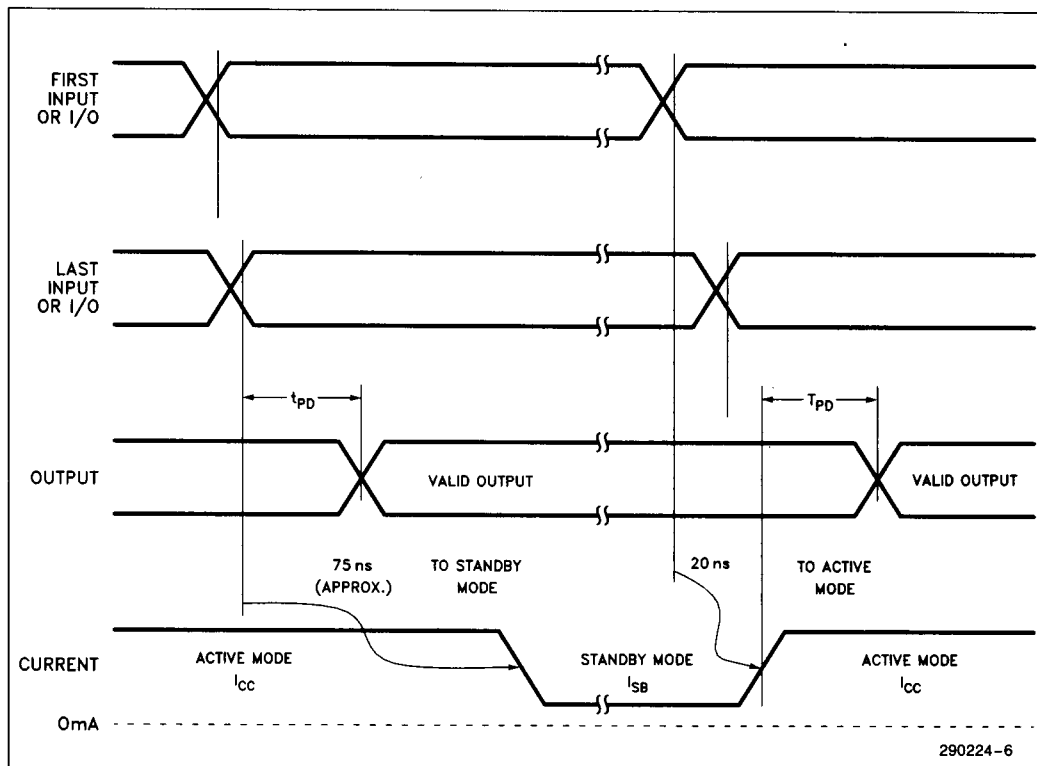 FIRST
INPUT
OR I/O
LAST
INPUT
OR I/O
tPD
TPD
OUTPUT
VALID OUTPUT
VALID OUTPUT
75 ns
(APPROX.)
TO STANDBY
MODE
20 ns
TO ACTIVE
MODE
CURRENT
ACTIVE MODE
ICC
STANDBY MODE
ISB
ACTIVE MODE
ICC
0mA
290224-6